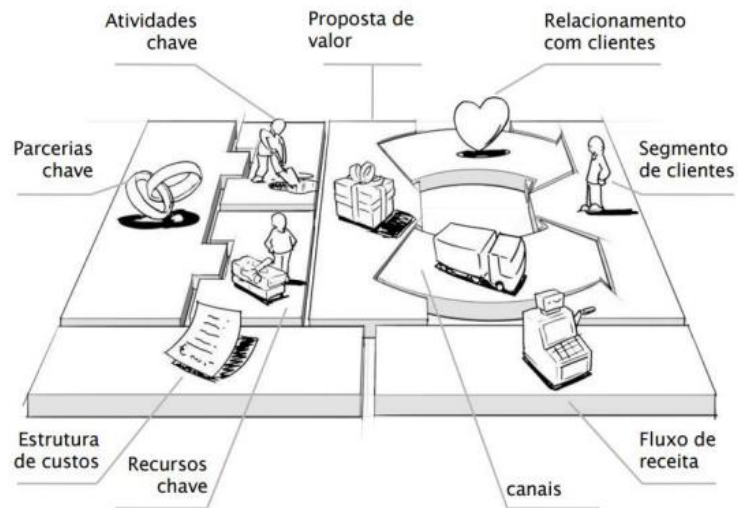 Atividades
chave
Proposta de
valor
Relacionamento
com clientes
Parcerias
chave
Segmento
de clientes
Estrutura
de custos
Recursos
chave
canais
Fluxo de
receita